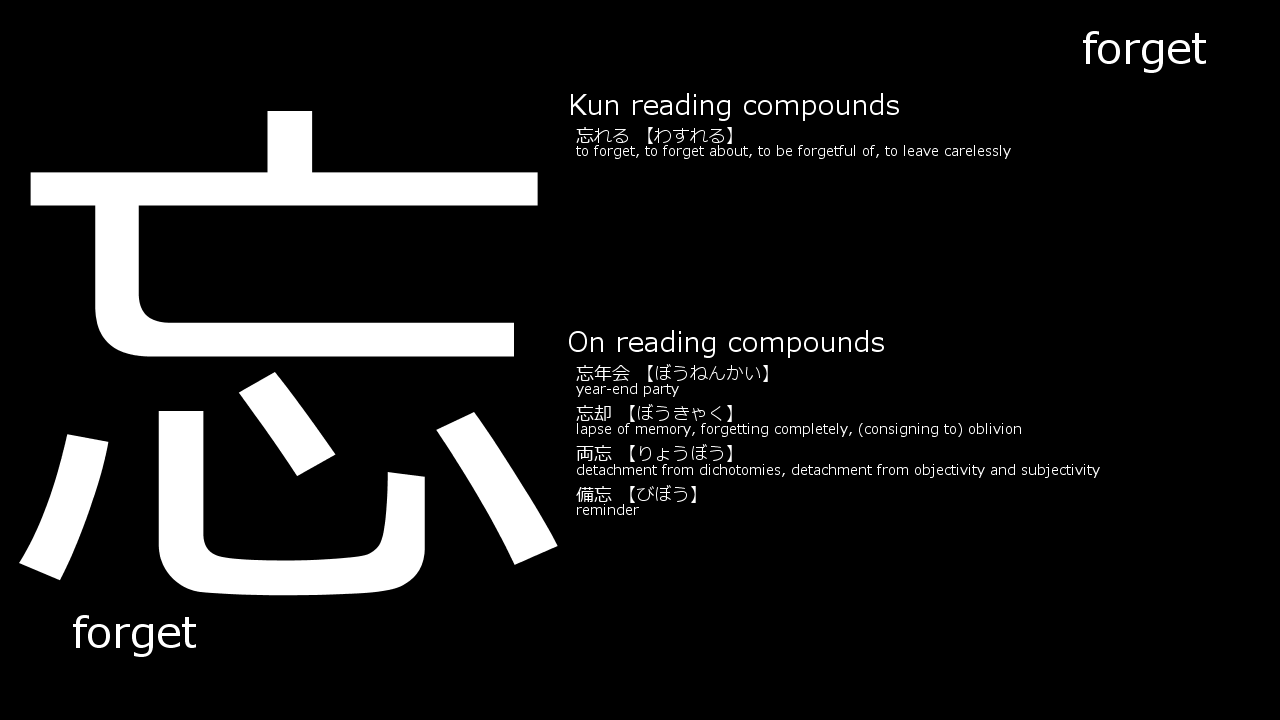 forget
忘
Kun reading compounds
忘れる 【わすれる】
to forget, to forget about, to be forgetful of, to leave carelessly
On reading compounds
忘年会 【ぼうねんかい】
year-end party
忘却 【ぼうきゃく】
lapse of memory, forgetting completely, (consigning to) oblivion
両忘 【りょうぼう】
detachment from dichotomies, detachment from objectivity and subjectivity
備忘 【びぼう】
reminder
forget